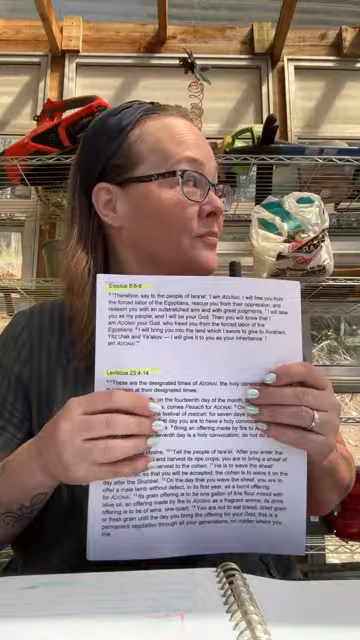 Exodus 6:6-8
6 "Therefore, say to the people of Isra'el: 'I am ADONAI. I will free you from
the forced labor of the Egyptians, rescue you from their oppression, and
redeem you with an outstretched arm and with great judgments. 7 I will take
you as my people, and I will be your God. Then you will know that I
am ADONAI your God, who freed you from the forced labor of the
Egyptians. 8 I will bring you into the land which I swore to give to Avraham,
Yitz'chak and Ya'akov — I will give it to you as your inheritance. I
am ADONAI.'"
Leviticus 23:4-14
4 "'These are the designated times of ADONAI, the holy convocations
proclaim at their designated times.
on the fourteenth day of the month,
comes Pesach for ADONAI. 6 On
the festival of matzah; for seven days
day you are to have a holy convocation
8 Bring an offering made by fire to
seventh day is a holy convocation; do not
Moshe, 10 "Tell the people of Isra'el, 'After you enter the
and harvest its ripe crops, you are to bring a sheaf of
harvest to the cohen. 11 He is to wave the sheaf
so that you will be accepted; the cohen is to wave it on the
day after the Shabbat. 12 On the day that you wave the sheaf, you are to
offer a male lamb without defect, in its first year, as a burnt offering
for ADONAI. 13 Its grain offering is to be one gallon of fine flour mixed with
olive oil, an offering made by fire to ADONAI as a fragrant aroma; its drink
offering is to be of wine, one quart. 14 You are not to eat bread, dried grain
or fresh grain until the day you bring the offering for your God; this is a
permanent regulation through all your generations, no matter where you
live.